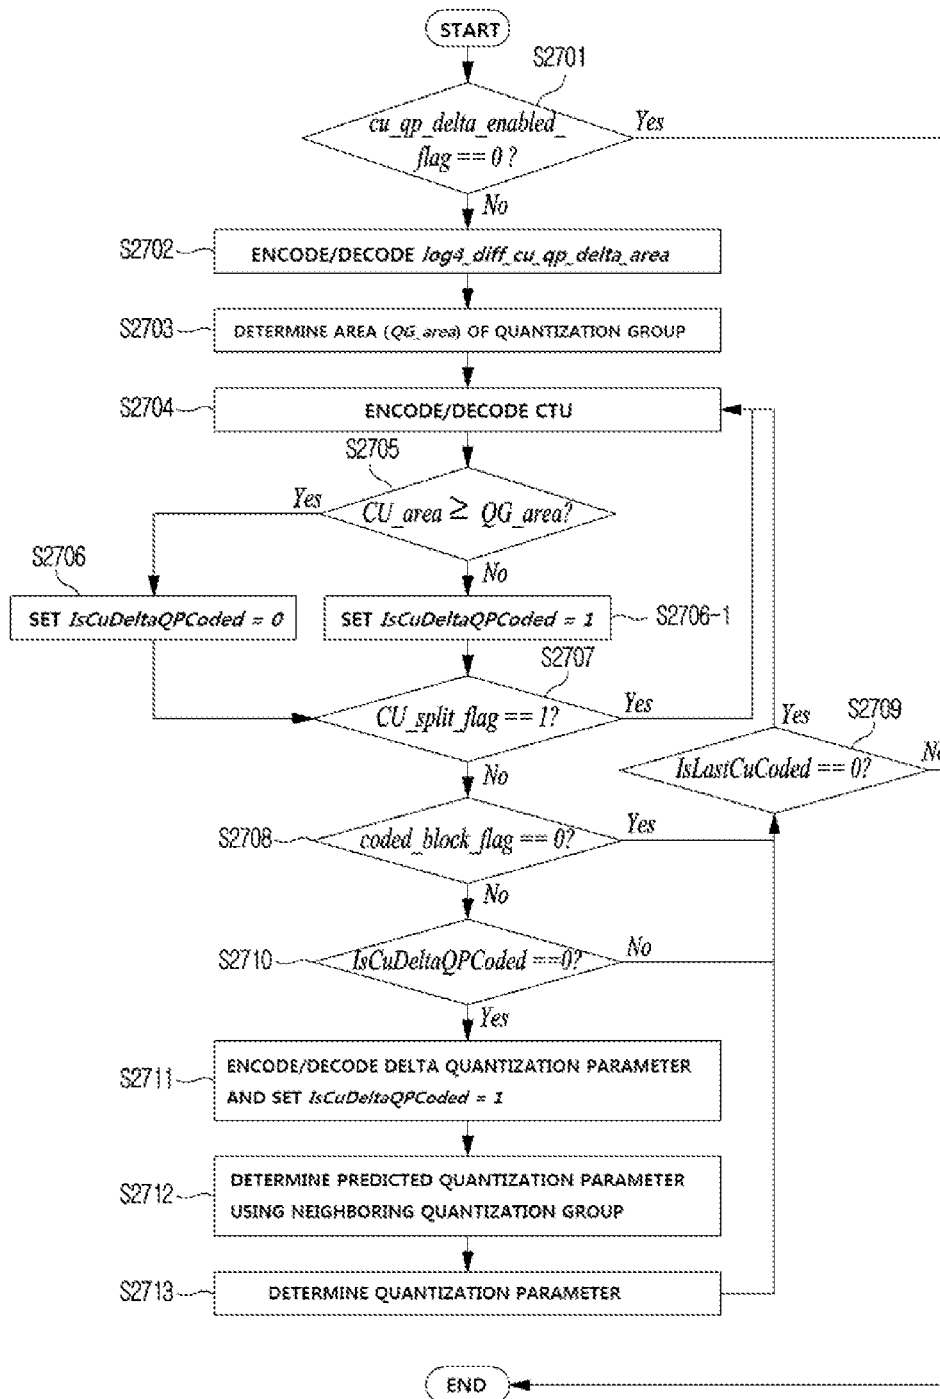 START
S2701
cu_qp_delta_enabled_
flag == 0 ?
Yes
No
S2702
ENCODE/DECODE log4_diff_cu_qp_delta_area
S2703
DETERMINE AREA (QG_area) OF QUANTIZATION GROUP
S2704
ENCODE/DECODE CTU
S2705
Yes
CU_area ≥ QG_area?
No
S2706
SET IsCuDeltaQPCoded = 0
SET IsCuDeltaQPCoded = 1
S2706-1
S2707
CU_split_flag == 1?
Yes
No
S2709
Yes
IsLastCuCoded == 0?
No
S2708
coded_block_flag == 0?
Yes
No
S2710
IsCuDeltaQPCoded ==0?
No
Yes
S2711
ENCODE/DECODE DELTA QUANTIZATION PARAMETER
AND SET IsCuDeltaQPCoded = 1
S2712
DETERMINE PREDICTED QUANTIZATION PARAMETER
USING NEIGHBORING QUANTIZATION GROUP
S2713
DETERMINE QUANTIZATION PARAMETER
END